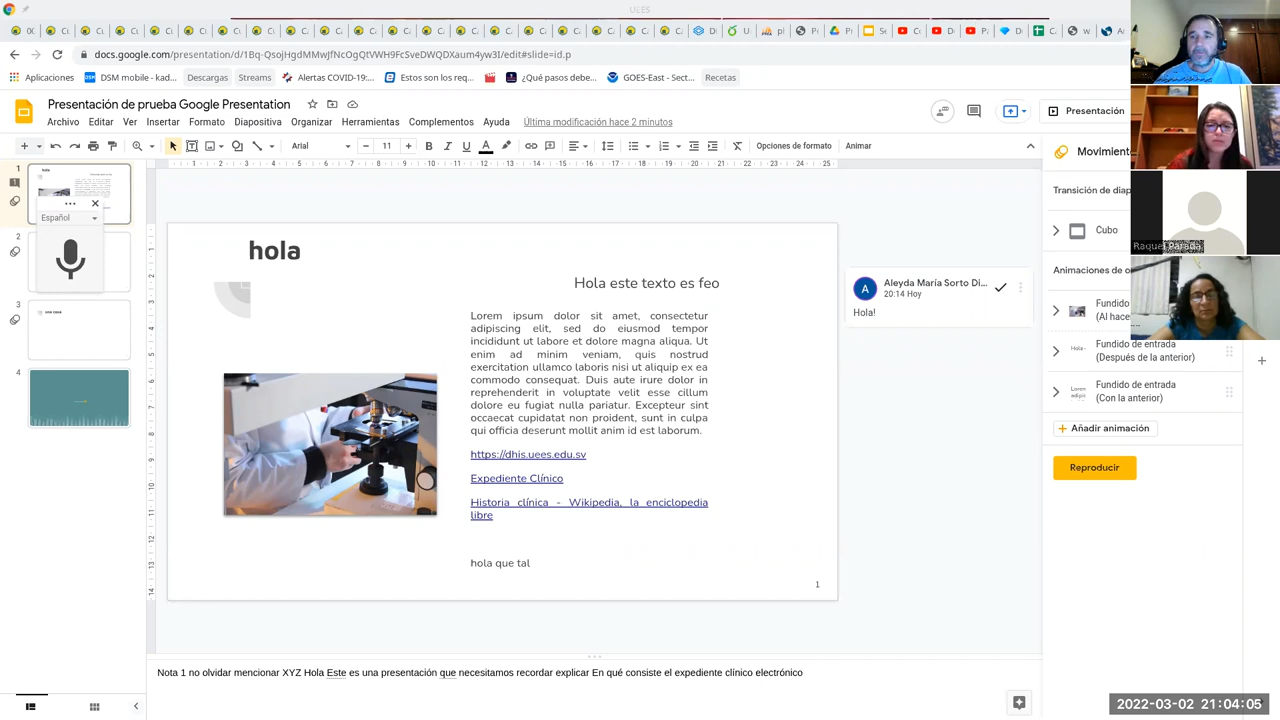 ULES
docs.google.com/presentation/d/1Bq-QsojHgdMMwJfNcOgQtVWH9FcSveDWQDXaum4yw3I/edit#slide=id.p
Aplicaciones
DSM mobile - kad...
Descargas
Streams
Alertas COVID-19:...
Estos son los req...
¿Qué pasos debe...
GOES-East - Sect...
Recetas
Presentación de prueba Google Presentation
Archivo Editar Ver Insertar Formato Diapositiva Herramientas Complementos Ayuda
Última modificación hace 2 minutos
Presentación
Arial
11
Opciones de formato
Animar
Movimiento
Español
1
2
3
4
hola
Hola este texto es feo
Lorem ipsum dolor sit amet, consectetur
adipiscing elit, sed do eiusmod tempor
incididunt ut labore et dolore magna aliqua. Ut
enim ad minim veniam, quis nostrud
exercitation ullamco laboris nisi ut aliquip ex ea
commodo consequat. Duis aute irure dolor in
reprehenderit in voluptate velit esse cillum
dolore eu fugiat nulla pariatur. Excepteur sint
occaecat cupidatat non proident, sunt in culpa
qui officia deserunt mollit anim id est laborum.
https://dhis.uees.edu.sv
Expediente Clínico
Historia clínica - Wikipedia, la enciclopedia
libre
hola que tal
1
A
Aleyda María Sorto Di...
20:14 Hoy
Hola!
Transición de diap
Cubo
Animaciones de o
Fundido
(Al hace
Fundido de entrada
(Después de la anterior)
Fundido de entrada
(Con la anterior)
Añadir animación
Reproducir
Raquel Parada
Nota 1 no olvidar mencionar XYZ Hola Este es una presentación que necesitamos recordar explicar En qué consiste el expediente clínico electrónico
2022-03-02 21:04:05